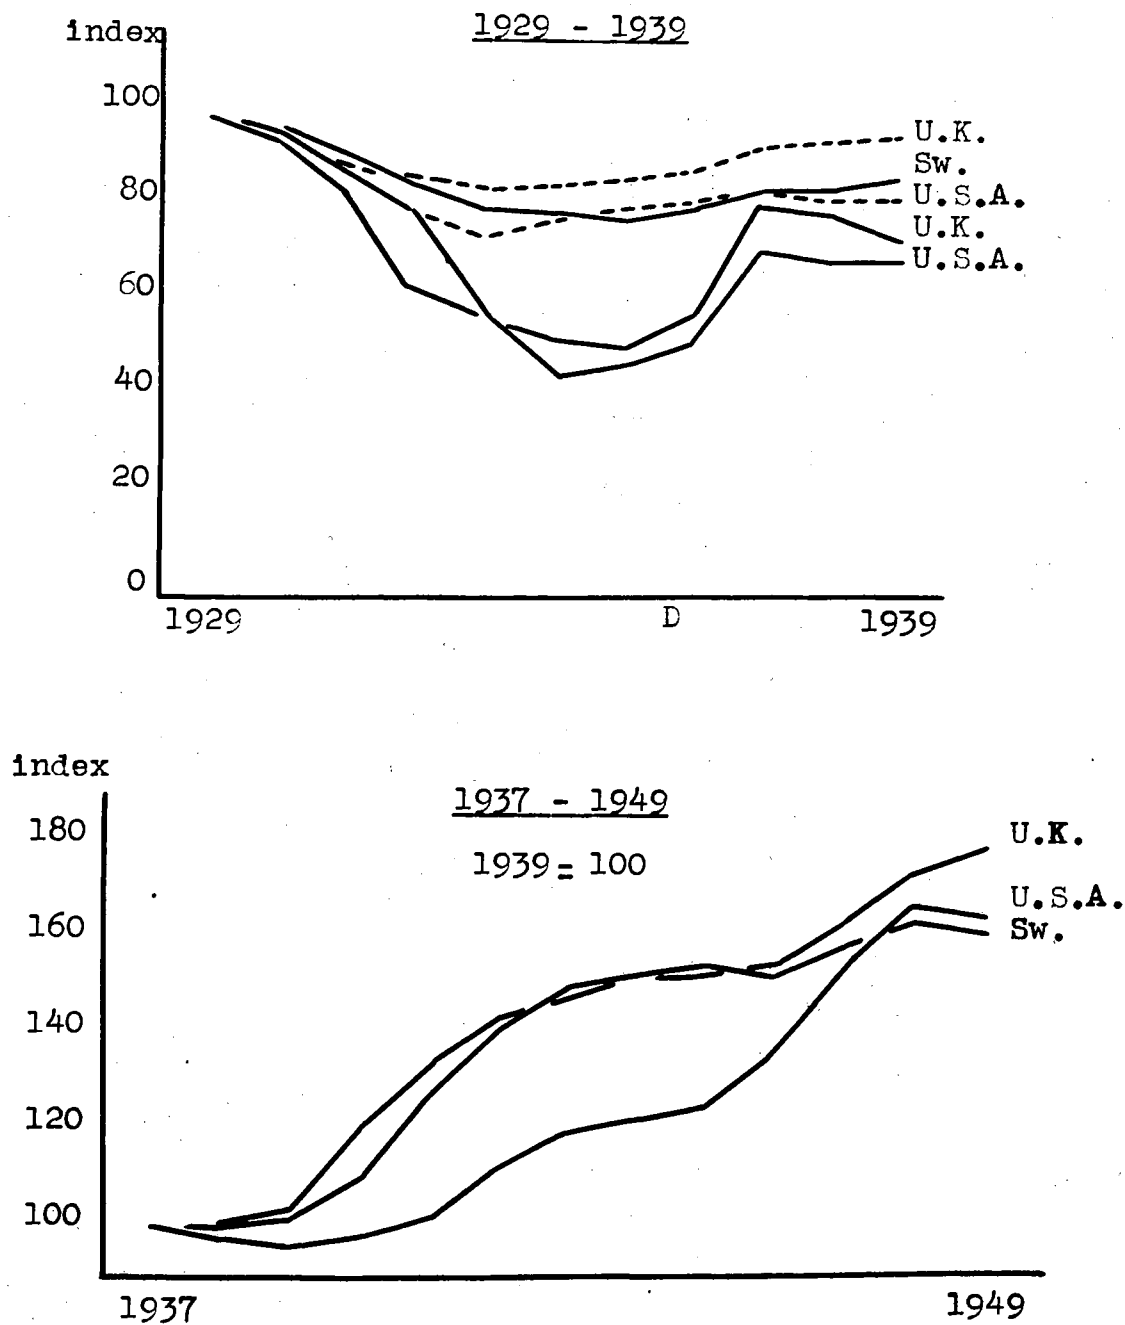 index
1929 - 1939
100
80
60
40
20
0
U.K.
Sw.
U.S.A.
U.K.
U.S.A.
1929 D 1939
index
1937 - 1949
1939 = 100
180
160
140
120
100
U.K.
U.S.A.
Sw.
1937 1949